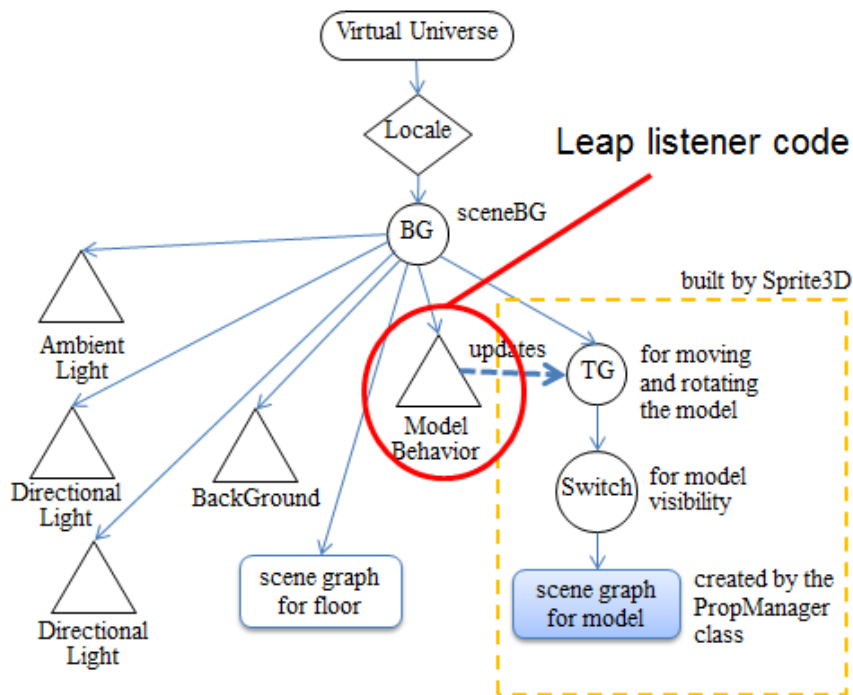 Virtual Universe
Locale
Leap listener code
BG
sceneBG
built by Sprite3D
Ambient
Light
updates
TG
for moving
and rotating
the model
Model
Behavior
Directional
Light
BackGround
Switch
for model
visibility
scene graph
for floor
scene graph
for model
created by the
PropManager
class
Directional
Light